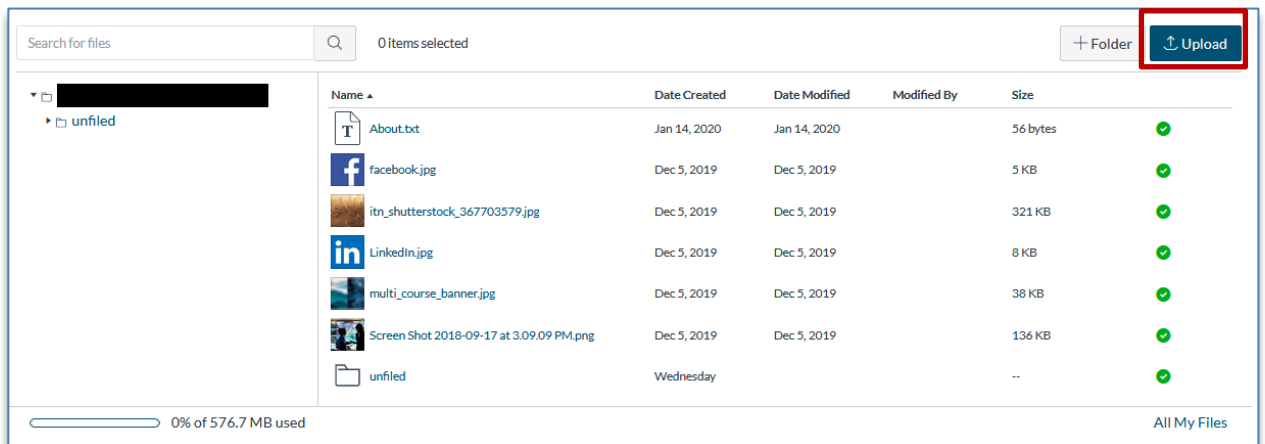 Search for files 0 items selected + Folder Upload
unfiled
Name Date Created Date Modified Modified By Size
T About.txt Jan 14, 2020 Jan 14, 2020 56 bytes
f facebook.jpg Dec 5, 2019 Dec 5, 2019 5 KB
itn_shutterstock_367703579.jpg Dec 5, 2019 Dec 5, 2019 321 KB
in LinkedIn.jpg Dec 5, 2019 Dec 5, 2019 8 KB
multi_course_banner.jpg Dec 5, 2019 Dec 5, 2019 38 KB
Screen Shot 2018-09-17 at 3.09.09 PM.png Dec 5, 2019 Dec 5, 2019 136 KB
unfiled Wednesday --
0% of 576.7 MB used All My Files